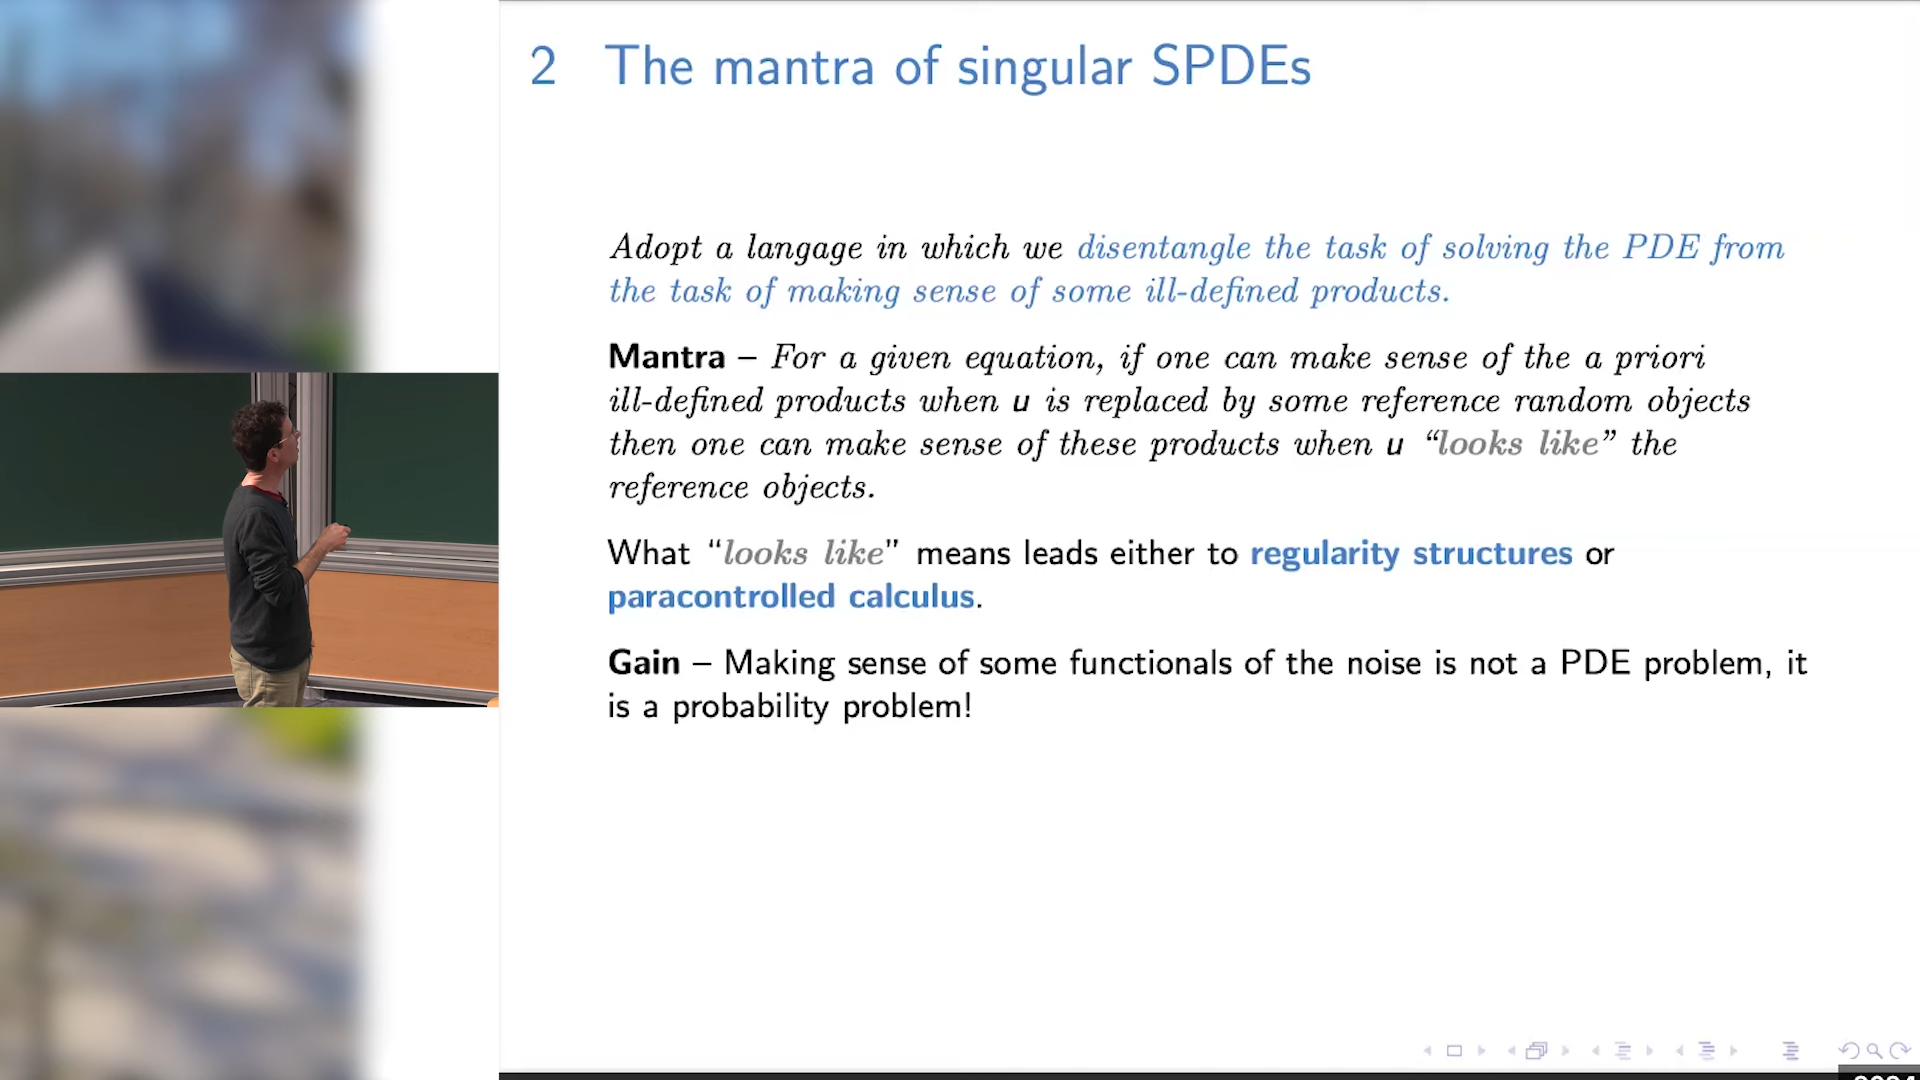 2 The mantra of singular SPDEs
Adopt a langage in which we disentangle the task of solving the PDE from
the task of making sense of some ill-defined products.
Mantra – For a given equation, if one can make sense of the a priori
ill-defined products when u is replaced by some reference random objects
then one can make sense of these products when u “looks like” the
reference objects.
What “looks like” means leads either to regularity structures or
paracontrolled calculus.
Gain – Making sense of some functionals of the noise is not a PDE problem, it
is a probability problem!